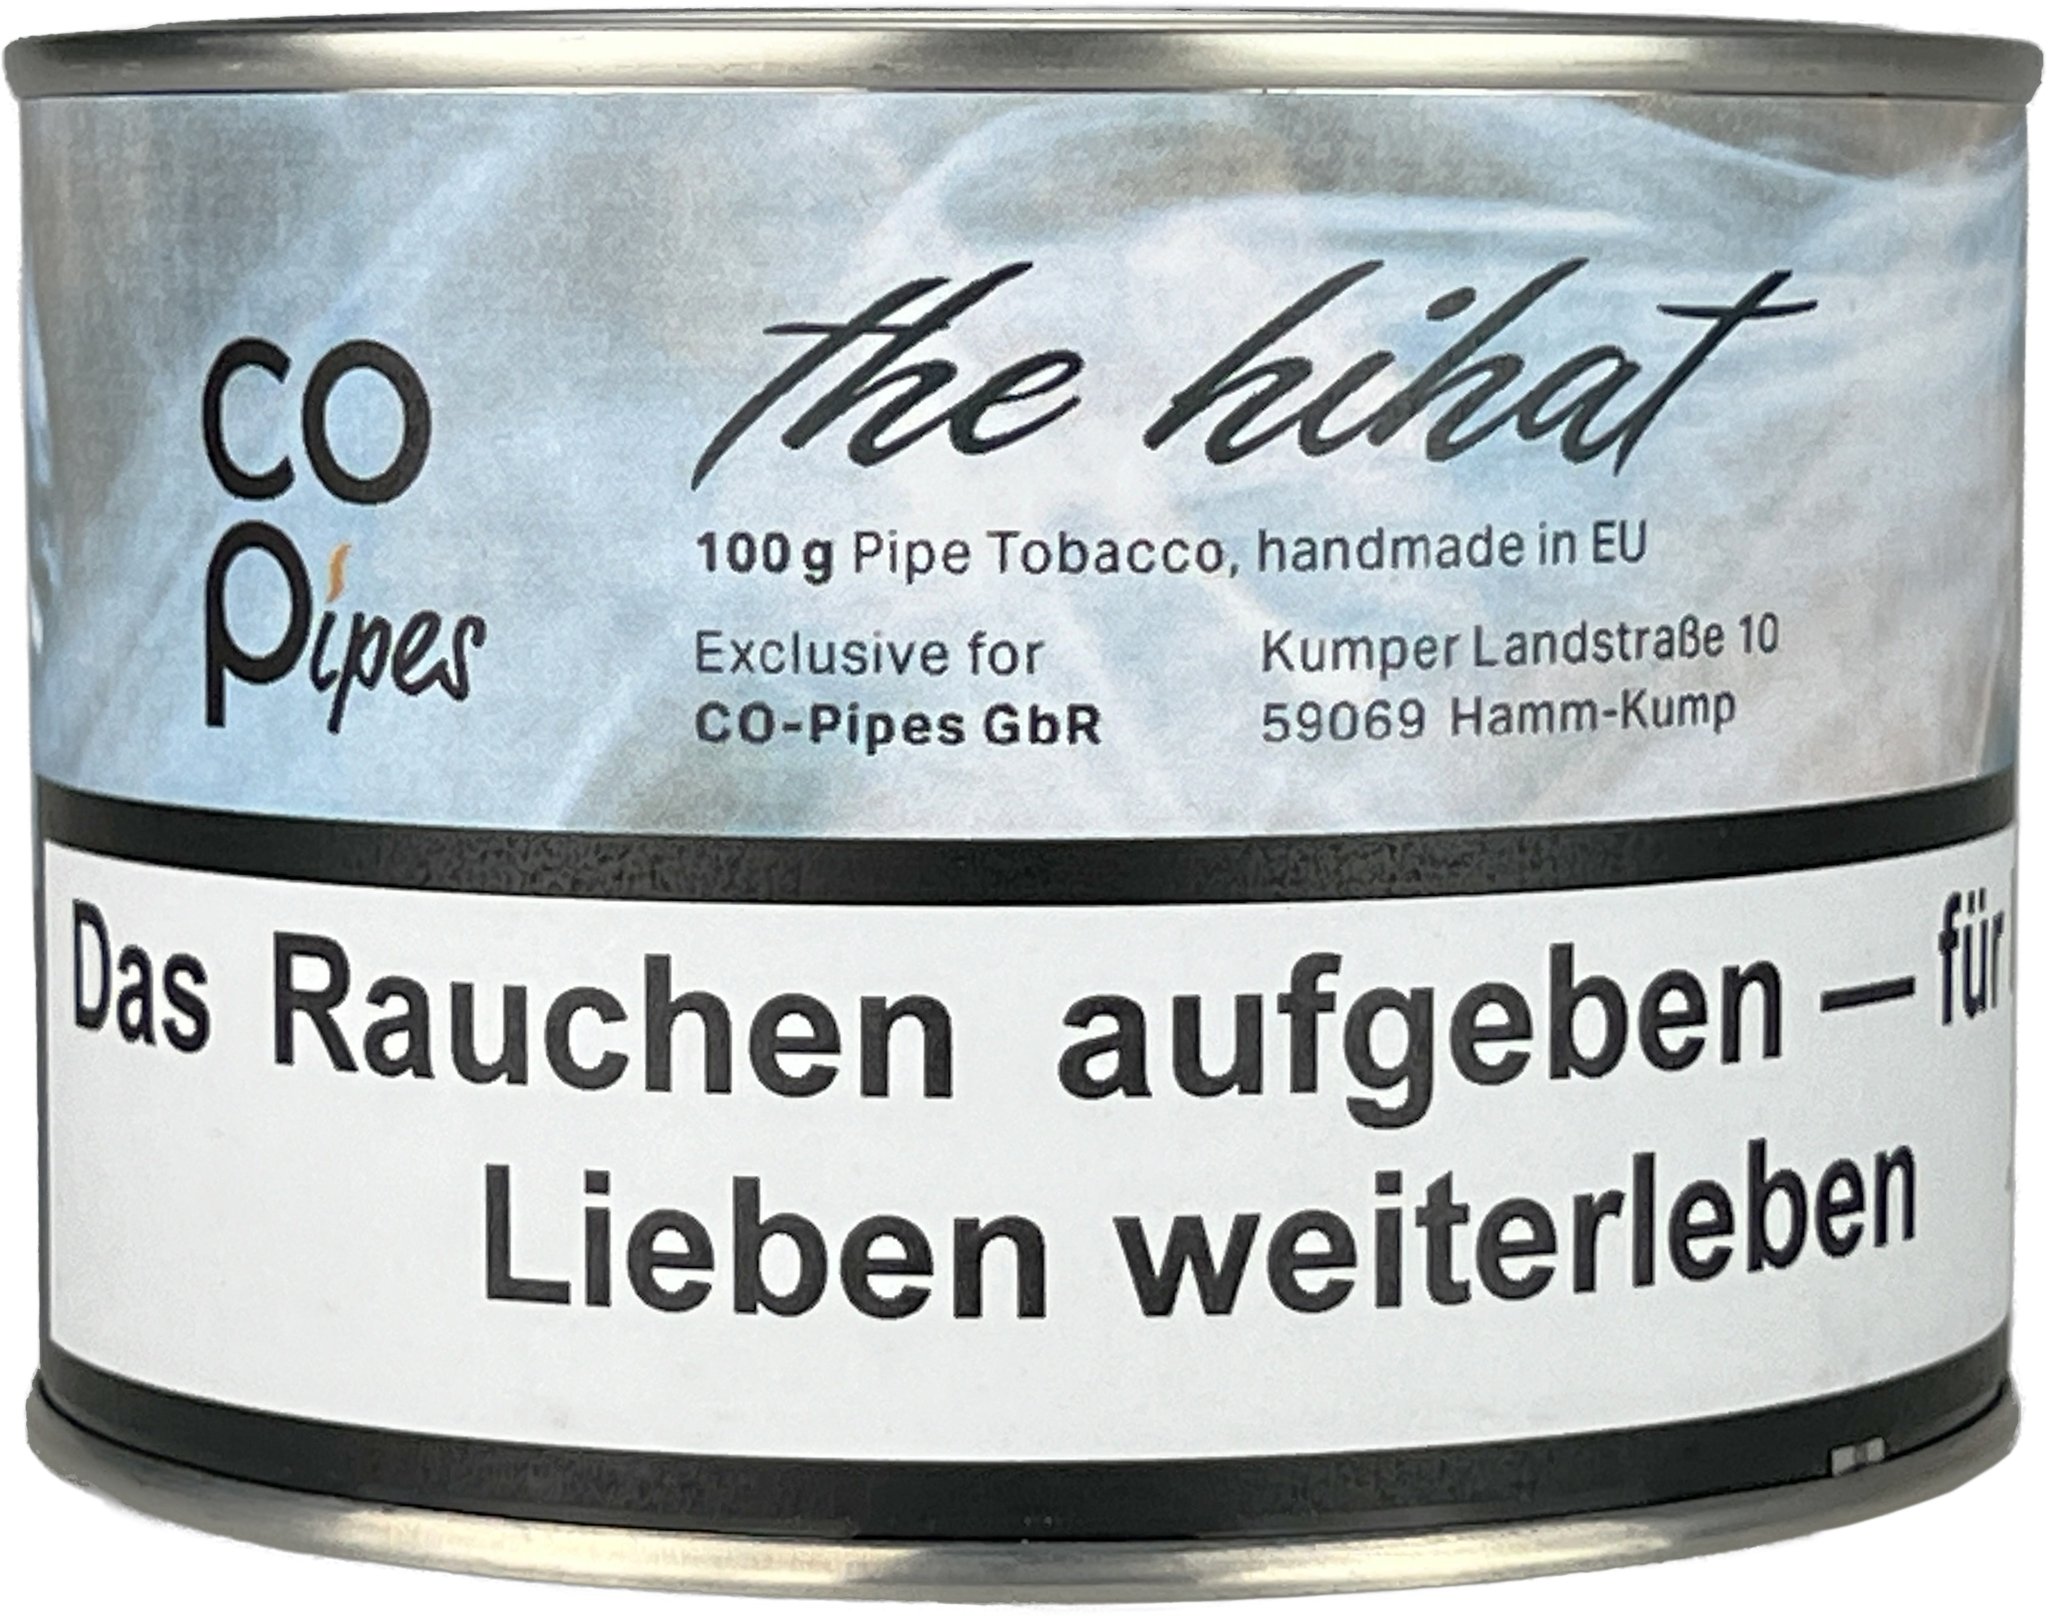 CO
Pipes
the hihat
100 g Pipe Tobacco, handmade in EU
Exclusive for
CO-Pipes GbR
Kumper Landstraße 10
59069 Hamm-Kump
Das Rauchen aufgeben – für
Lieben weiterleben